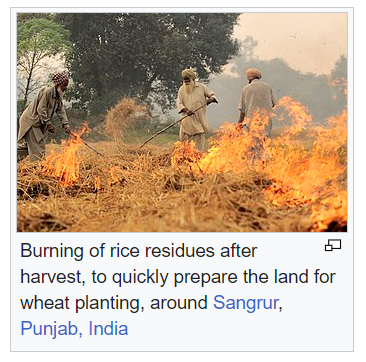 Burning of rice residues after
harvest, to quickly prepare the land for
wheat planting, around Sangrur,
Punjab, India